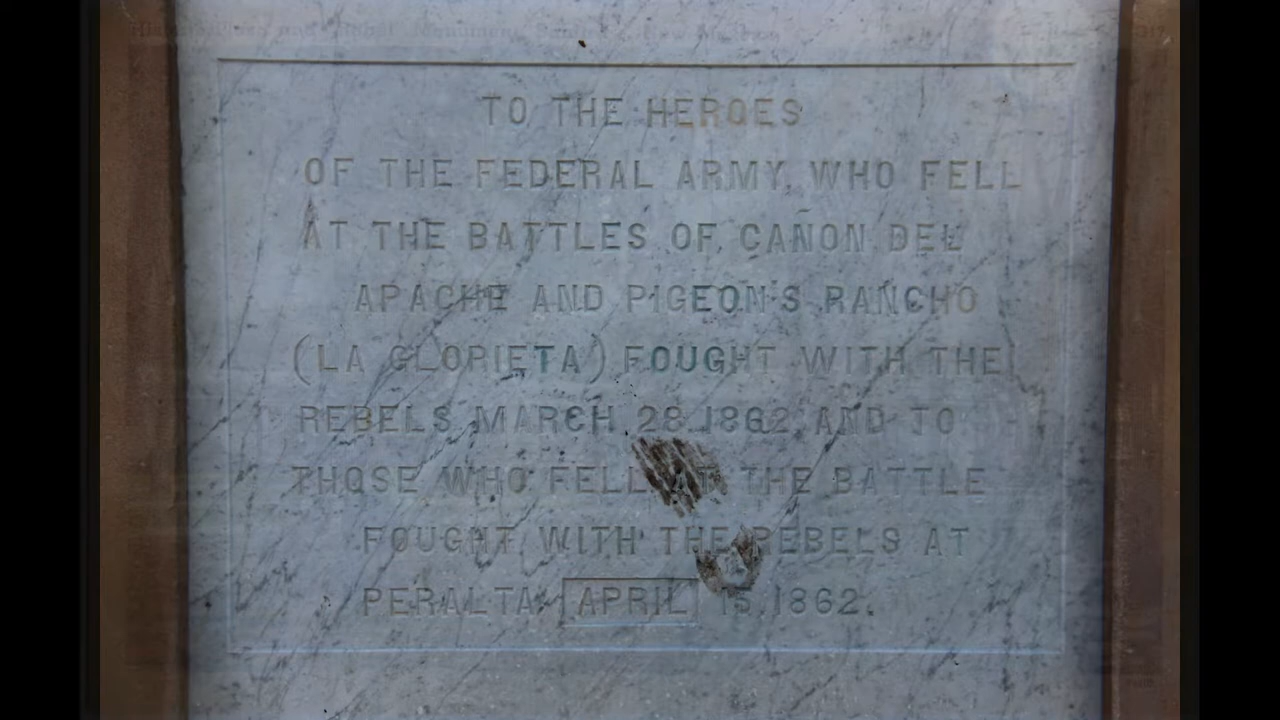 TO THE HEROES
OF THE FEDERAL ARMY, WHO FELL
AT THE BATTLES OF CAÑON DEL
APACHE AND PIGEON'S RANCHO
(LA GLORIETA) FOUGHT WITH THE
REBELS MARCH 28, 1862, AND TO
THOSE WHO FELL AT THE BATTLE
FOUGHT WITH THE REBELS AT
PERALTA APRIL 15, 1862.